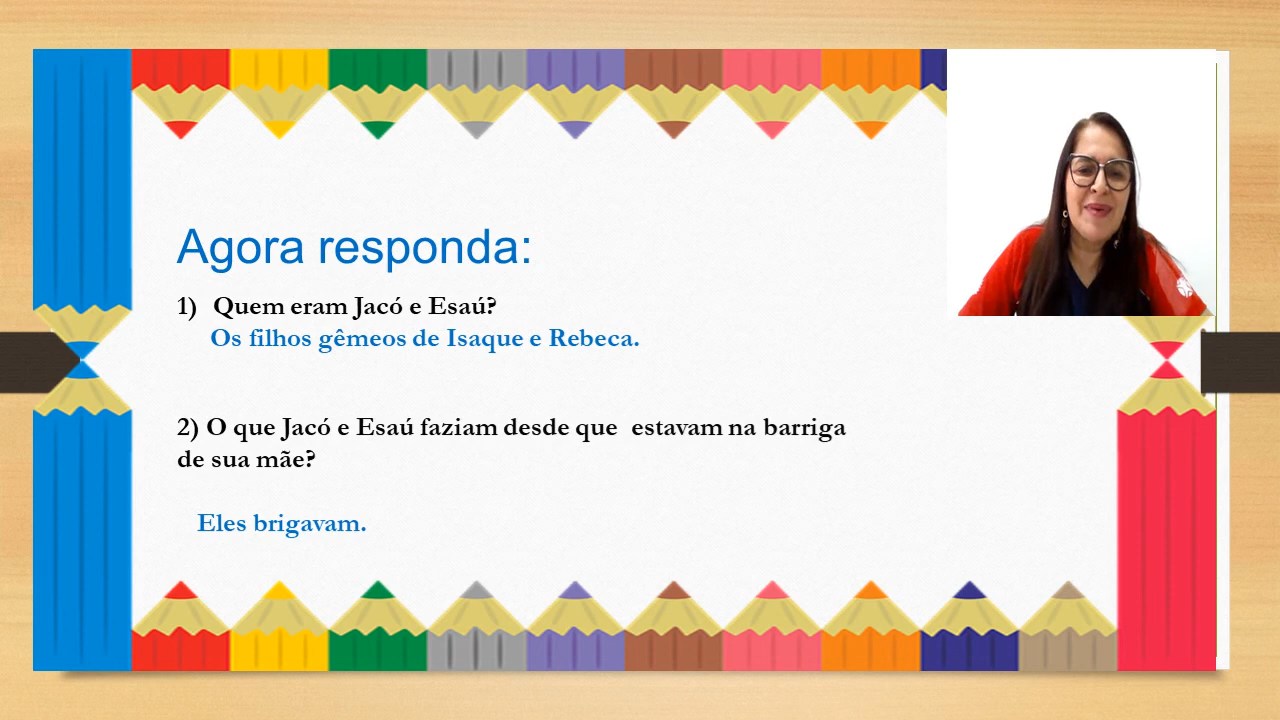 Agora responda:
1) Quem eram Jacó e Esaú?
Os filhos gêmeos de Isaque e Rebeca.
2) O que Jacó e Esaú faziam desde que estavam na barriga
de sua mãe?
Eles brigavam.